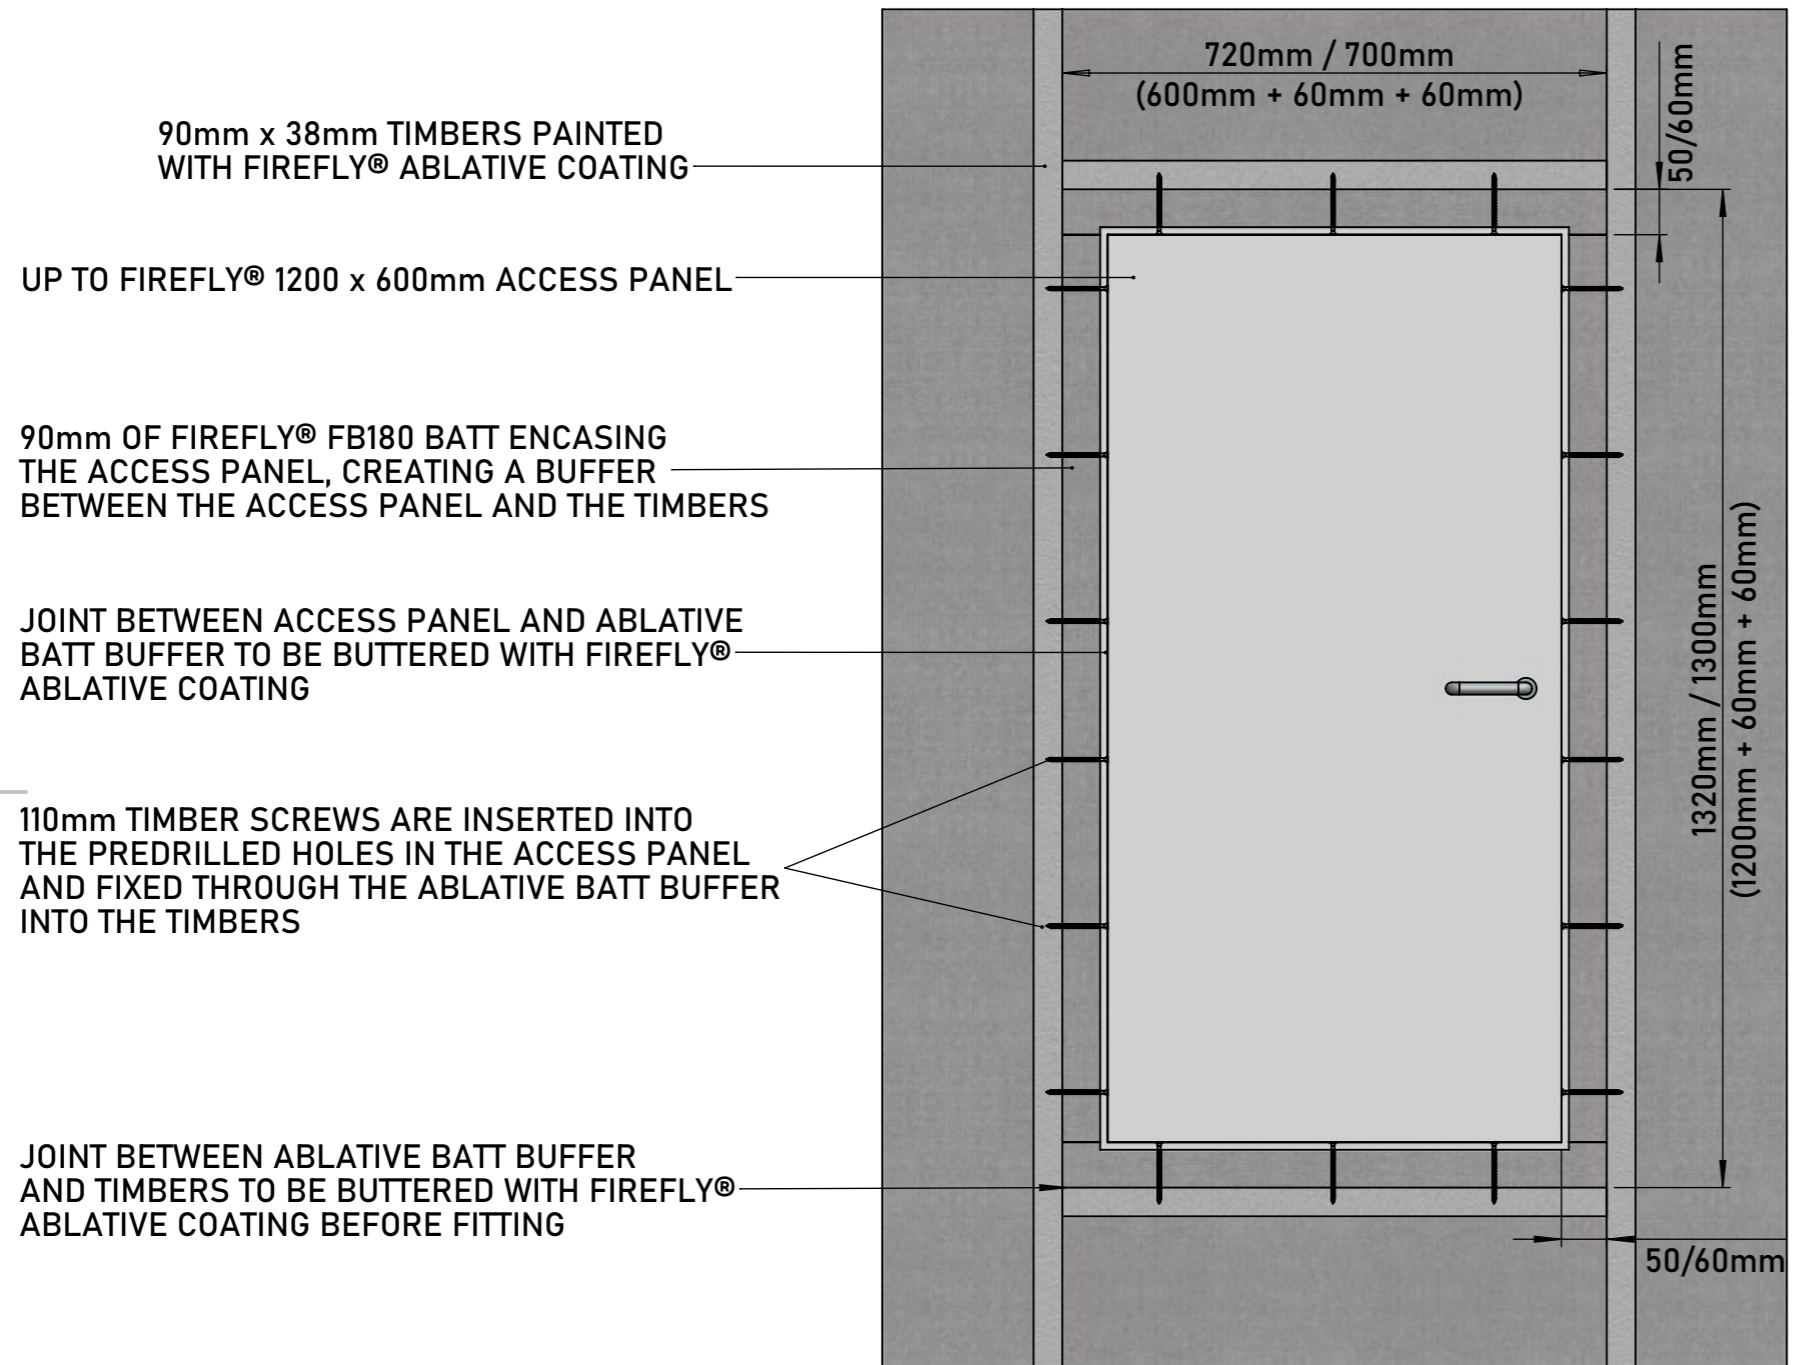 720mm / 700mm
(600mm + 60mm + 60mm)
50/60mm
90mm x 38mm TIMBERS PAINTED
WITH FIREFLY® ABLATIVE COATING
UP TO FIREFLY® 1200 x 600mm ACCESS PANEL
90mm OF FIREFLY® FB180 BATT ENCASING
THE ACCESS PANEL, CREATING A BUFFER
BETWEEN THE ACCESS PANEL AND THE TIMBERS
JOINT BETWEEN ACCESS PANEL AND ABLATIVE
BATT BUFFER TO BE BUTTERED WITH FIREFLY®
ABLATIVE COATING
1320mm / 1300mm
(1200mm + 60mm + 60mm)
110mm TIMBER SCREWS ARE INSERTED INTO
THE PREDRILLED HOLES IN THE ACCESS PANEL
AND FIXED THROUGH THE ABLATIVE BATT BUFFER
INTO THE TIMBERS
JOINT BETWEEN ABLATIVE BATT BUFFER
AND TIMBERS TO BE BUTTERED WITH FIREFLY®
ABLATIVE COATING BEFORE FITTING
50/60mm